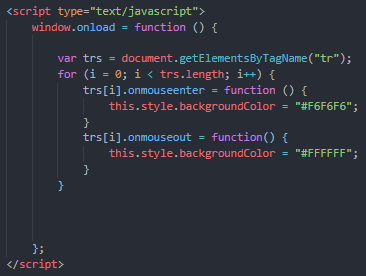 <script type="text/javascript">
    window.onload = function () {

        var trs = document.getElementsByTagName("tr");
        for (i = 0; i < trs.length; i++) {
            trs[i].onmouseenter = function () {
                this.style.backgroundColor = "#F6F6F6";
            }
            trs[i].onmouseout = function() {
                this.style.backgroundColor = "#FFFFFF";
            }
        }



    };
</script>